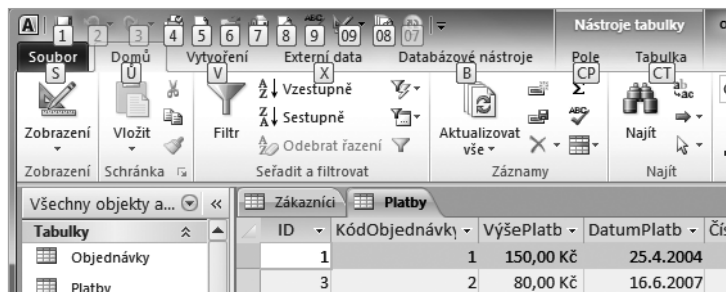 A
Nástroje tabulky
1 2 3 4 5 6 7 8 9 09 08 07
Soubor Domů Vytvoření Externí data Databázové nástroje Pole Tabulka
S Ů V X B CP CT
Zobrazení Vložit Filtr Vzestupně Sestupně Odebrat řazení Aktualizovat vše Najít
Zobrazení Schránka Seřadit a filtrovat Záznamy Najít
Všechny objekty a... « Zákazníci Platby
Tabulky ID KódObjednávky VýšePlatb DatumPlatb Čís
Objednávky 1 1 150,00 Kč 25.4.2004
Platby 3 2 80,00 Kč 16.6.2007